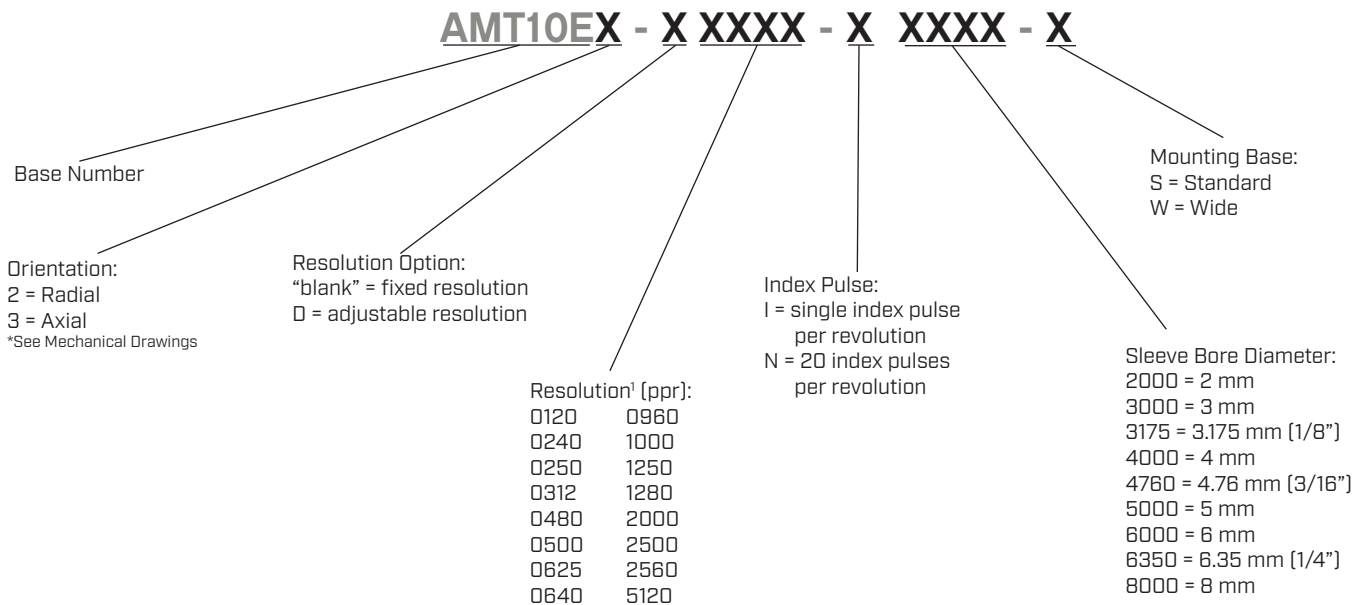 AMT10EX - X XXXX - X XXXX - X
Base Number
Orientation:
2 = Radial
3 = Axial
*See Mechanical Drawings
Resolution Option:
“blank” = fixed resolution
D = adjustable resolution
Resolution¹ (ppr):
0120 0960
0240 1000
0250 1250
0312 1280
0480 2000
0500 2500
0625 2560
0640 5120
Index Pulse:
I = single index pulse
per revolution
N = 20 index pulses
per revolution
Sleeve Bore Diameter:
2000 = 2 mm
3000 = 3 mm
3175 = 3.175 mm (1/8”)
4000 = 4 mm
4760 = 4.76 mm (3/16”)
5000 = 5 mm
6000 = 6 mm
6350 = 6.35 mm (1/4”)
8000 = 8 mm
Mounting Base:
S = Standard
W = Wide